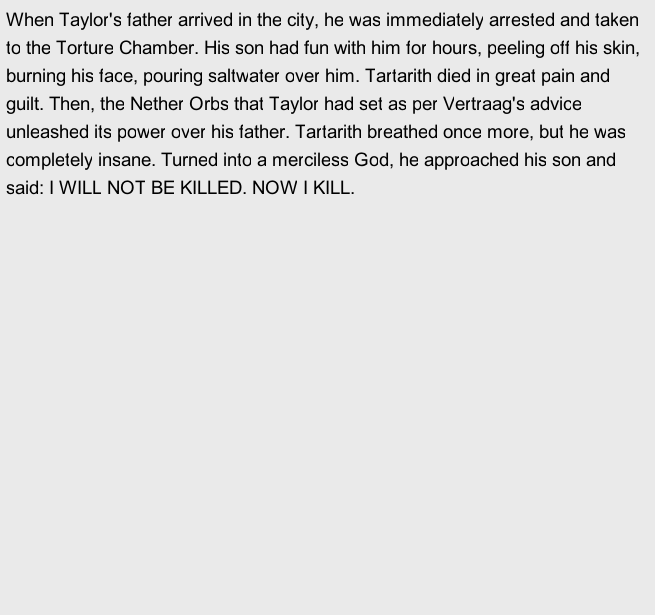 When Taylor's father arrived in the city, he was immediately arrested and taken
to the Torture Chamber. His son had fun with him for hours, peeling off his skin,
burning his face, pouring saltwater over him. Tartarith died in great pain and
guilt. Then, the Nether Orbs that Taylor had set as per Vertraag's advice
unleashed its power over his father. Tartarith breathed once more, but he was
completely insane. Turned into a merciless God, he approached his son and
said: I WILL NOT BE KILLED. NOW I KILL.